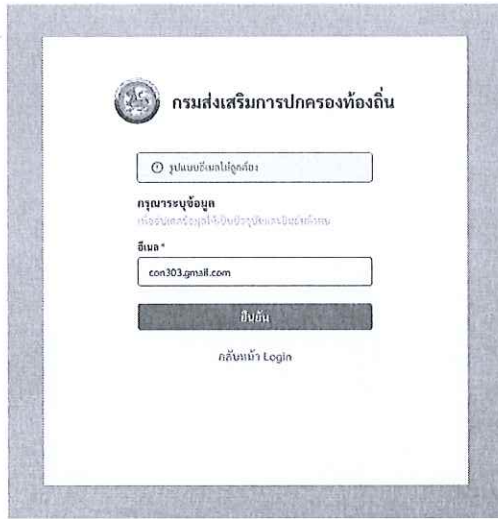 กรมส่งเสริมการปกครองท้องถิ่น
รูปแบบอีเมลไม่ถูกต้อง
กรุณาระบุข้อมูล
อีเมล *
con303.gmail.com
ยืนยัน
กลับหน้า Login